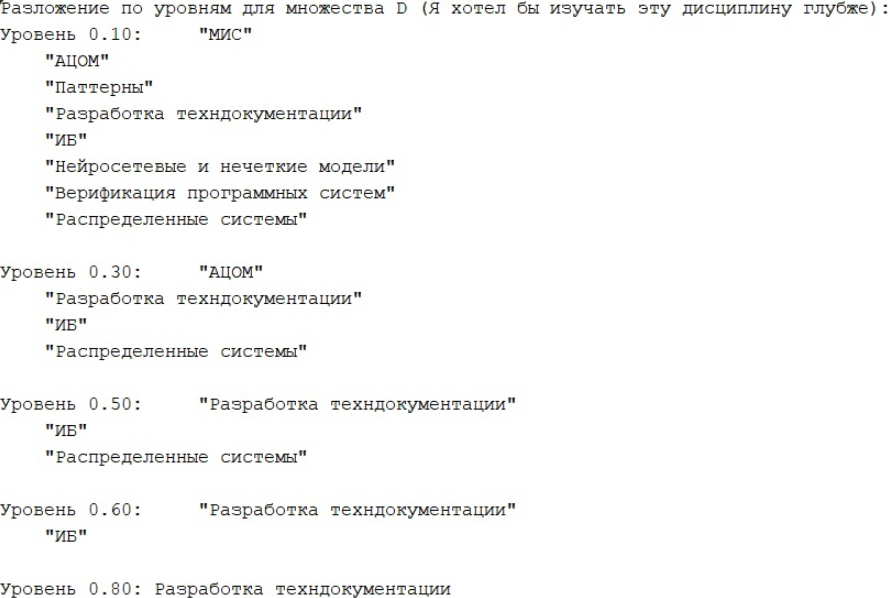 Разложение по уровням для множества D (Я хотел бы изучать эту дисциплину глубже):
Уровень 0.10: "МИС"
"АЦОМ"
"Паттерны"
"Разработка техндокументации"
"ИБ"
"Нейросетевые и нечеткие модели"
"Верификация программных систем"
"Распределенные системы"
Уровень 0.30: "АЦОМ"
"Разработка техндокументации"
"ИБ"
"Распределенные системы"
Уровень 0.50: "Разработка техндокументации"
"ИБ"
"Распределенные системы"
Уровень 0.60: "Разработка техндокументации"
"ИБ"
Уровень 0.80: Разработка техндокументации